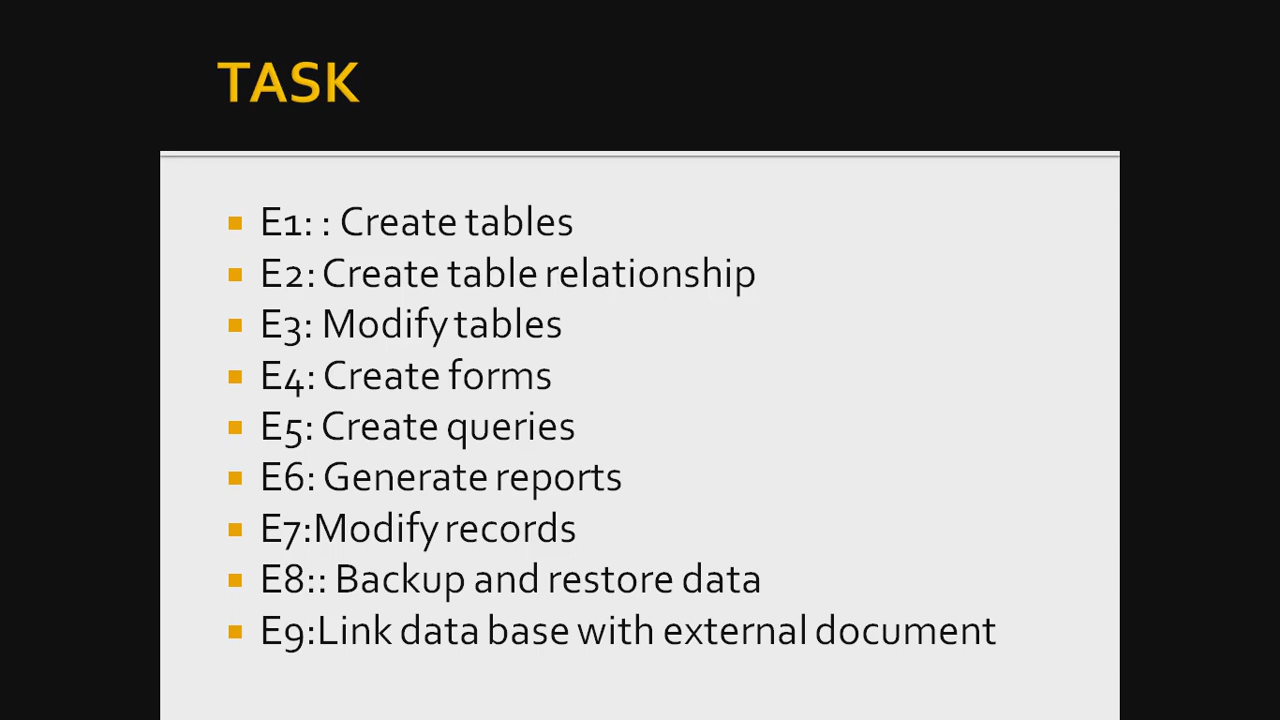 TASK
E1: : Create tables
E2: Create table relationship
E3: Modify tables
E4: Create forms
E5: Create queries
E6: Generate reports
E7:Modify records
E8:: Backup and restore data
E9:Link data base with external document